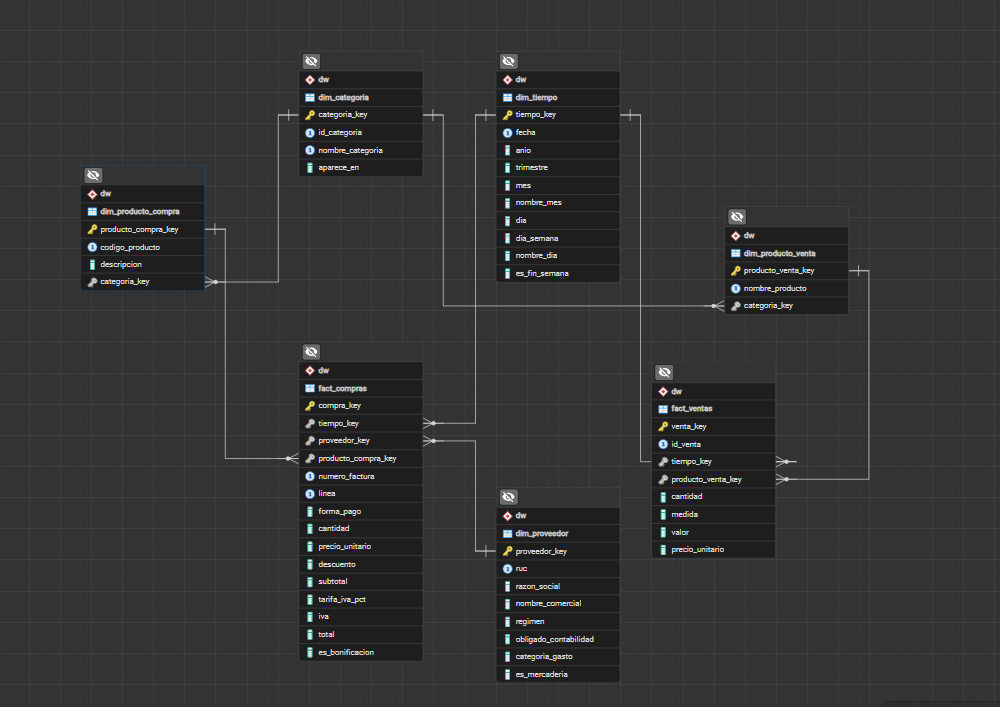 dw
dim_categoria
categoria_key
id_categoria
nombre_categoria
aparece_en
dw
dim_tiempo
tiempo_key
fecha
anio
trimestre
mes
nombre_mes
dia
dia_semana
nombre_dia
es_fin_semana
dw
dim_producto_compra
producto_compra_key
codigo_producto
descripcion
categoria_key
dw
dim_producto_venta
producto_venta_key
nombre_producto
categoria_key
dw
fact_compras
compra_key
tiempo_key
proveedor_key
producto_compra_key
numero_factura
linea
forma_pago
cantidad
precio_unitario
descuento
subtotal
tarifa_iva_pct
iva
total
es_bonificacion
dw
fact_ventas
venta_key
id_venta
tiempo_key
producto_venta_key
cantidad
medida
valor
precio_unitario
dw
dim_proveedor
proveedor_key
ruc
razon_social
nombre_comercial
regimen
obligado_contabilidad
categoria_gasto
es_mercaderia